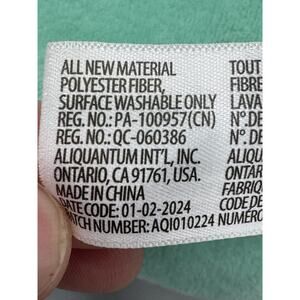 ALL NEW MATERIAL
POLYESTER FIBER,
SURFACE WASHABLE ONLY
REG. NO.: PA-100957(CN)
REG. NO.: QC-060386
ALIQUANTUM INT'L, INC.
ONTARIO, CA 91761, USA.
MADE IN CHINA
DATE CODE: 01-02-2024
BATCH NUMBER: AQI010224
TOUT
FIBRE
LAVA
N°. DE
N°. DE
ALIQU
ONTA
FABRIQ
CODE DE
NUMÉRO